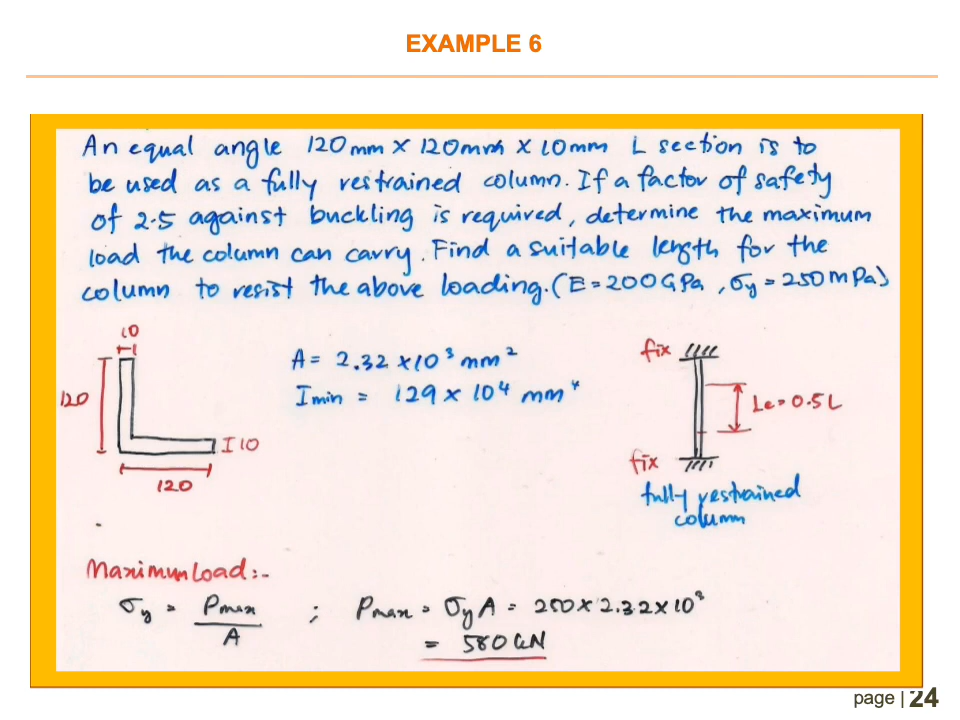 EXAMPLE 6
An equal angle 120mm x 120mm x 10mm L section is to
be used as a fully restrained column. If a factor of safety
of 2.5 against buckling is required, determine the maximum
load the column can carry. Find a suitable length for the
column to resist the above loading. (E=200GPa, σy = 250MPa)
10
120
I 10
120
A = 2.32 x10³ mm²
Imin = 129 x 10⁴ mm⁴
fix
Le = 0.5L
fix
fully restrained
column
Maximum Load :-
σy = Pmax / A ; Pmax = σyA = 250 x 2.32 x 10³
= 580 kN
page | 24